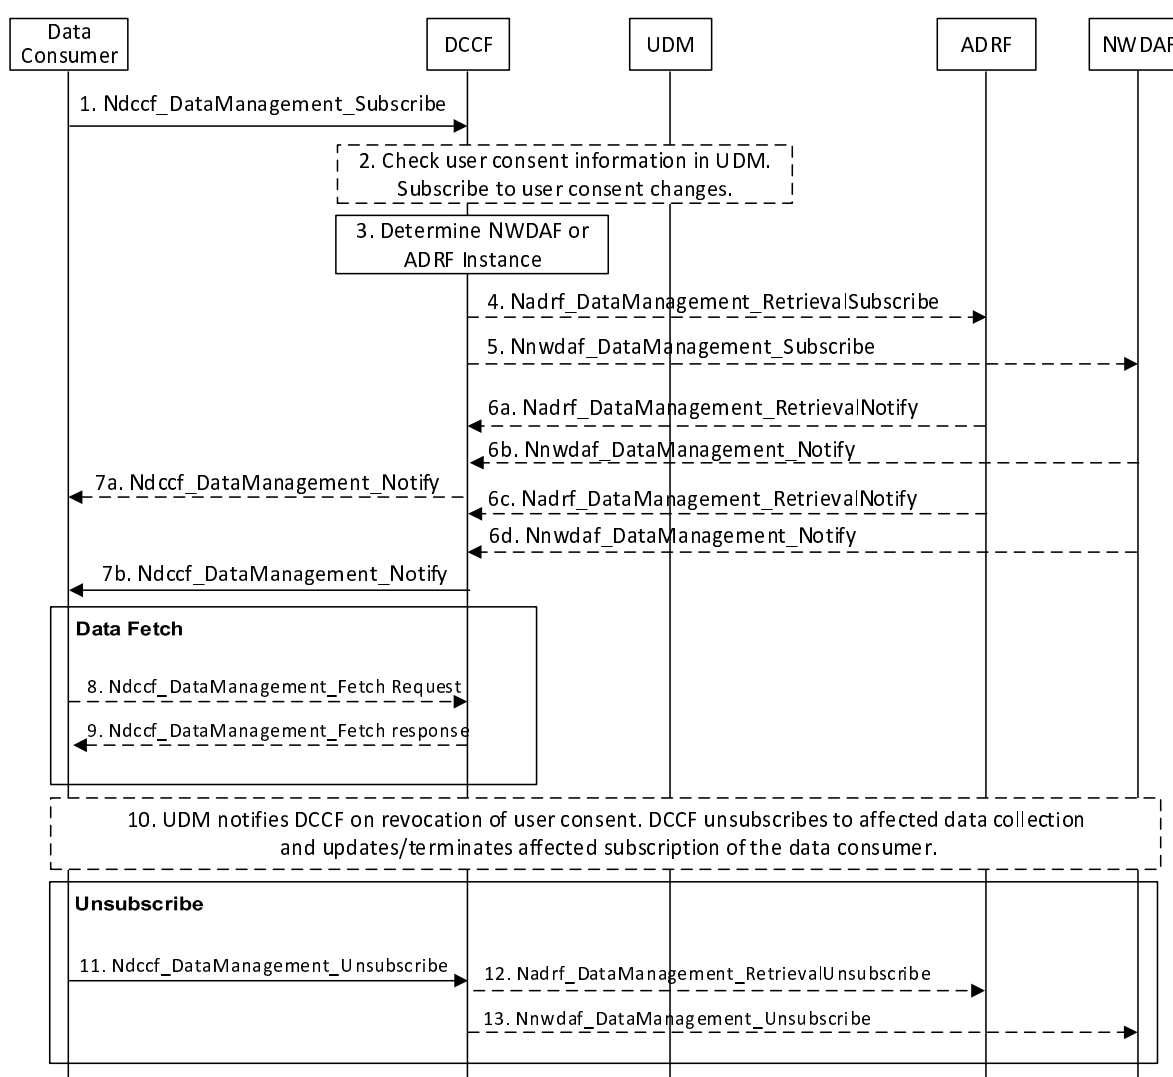 Data
Consumer
DCCF
UDM
ADRF
NWDAF
1. Ndccf_DataManagement_Subscribe
2. Check user consent information in UDM.
Subscribe to user consent changes.
3. Determine NWDAF or
ADRF Instance
4. Nadrf_DataManagement_RetrievalSubscribe
5. Nnwdaf_DataManagement_Subscribe
6a. Nadrf_DataManagement_RetrievalNotify
6b. Nnwdaf_DataManagement_Notify
7a. Ndccf_DataManagement_Notify
6c. Nadrf_DataManagement_RetrievalNotify
6d. Nnwdaf_DataManagement_Notify
7b. Ndccf_DataManagement_Notify
Data Fetch
8. Ndccf_DataManagement_Fetch Request
9. Ndccf_DataManagement_Fetch response
10. UDM notifies DCCF on revocation of user consent. DCCF unsubscribes to affected data collection
and updates/terminates affected subscription of the data consumer.
Unsubscribe
11. Ndccf_DataManagement_Unsubscribe
12. Nadrf_DataManagement_RetrievalUnsubscribe
13. Nnwdaf_DataManagement_Unsubscribe